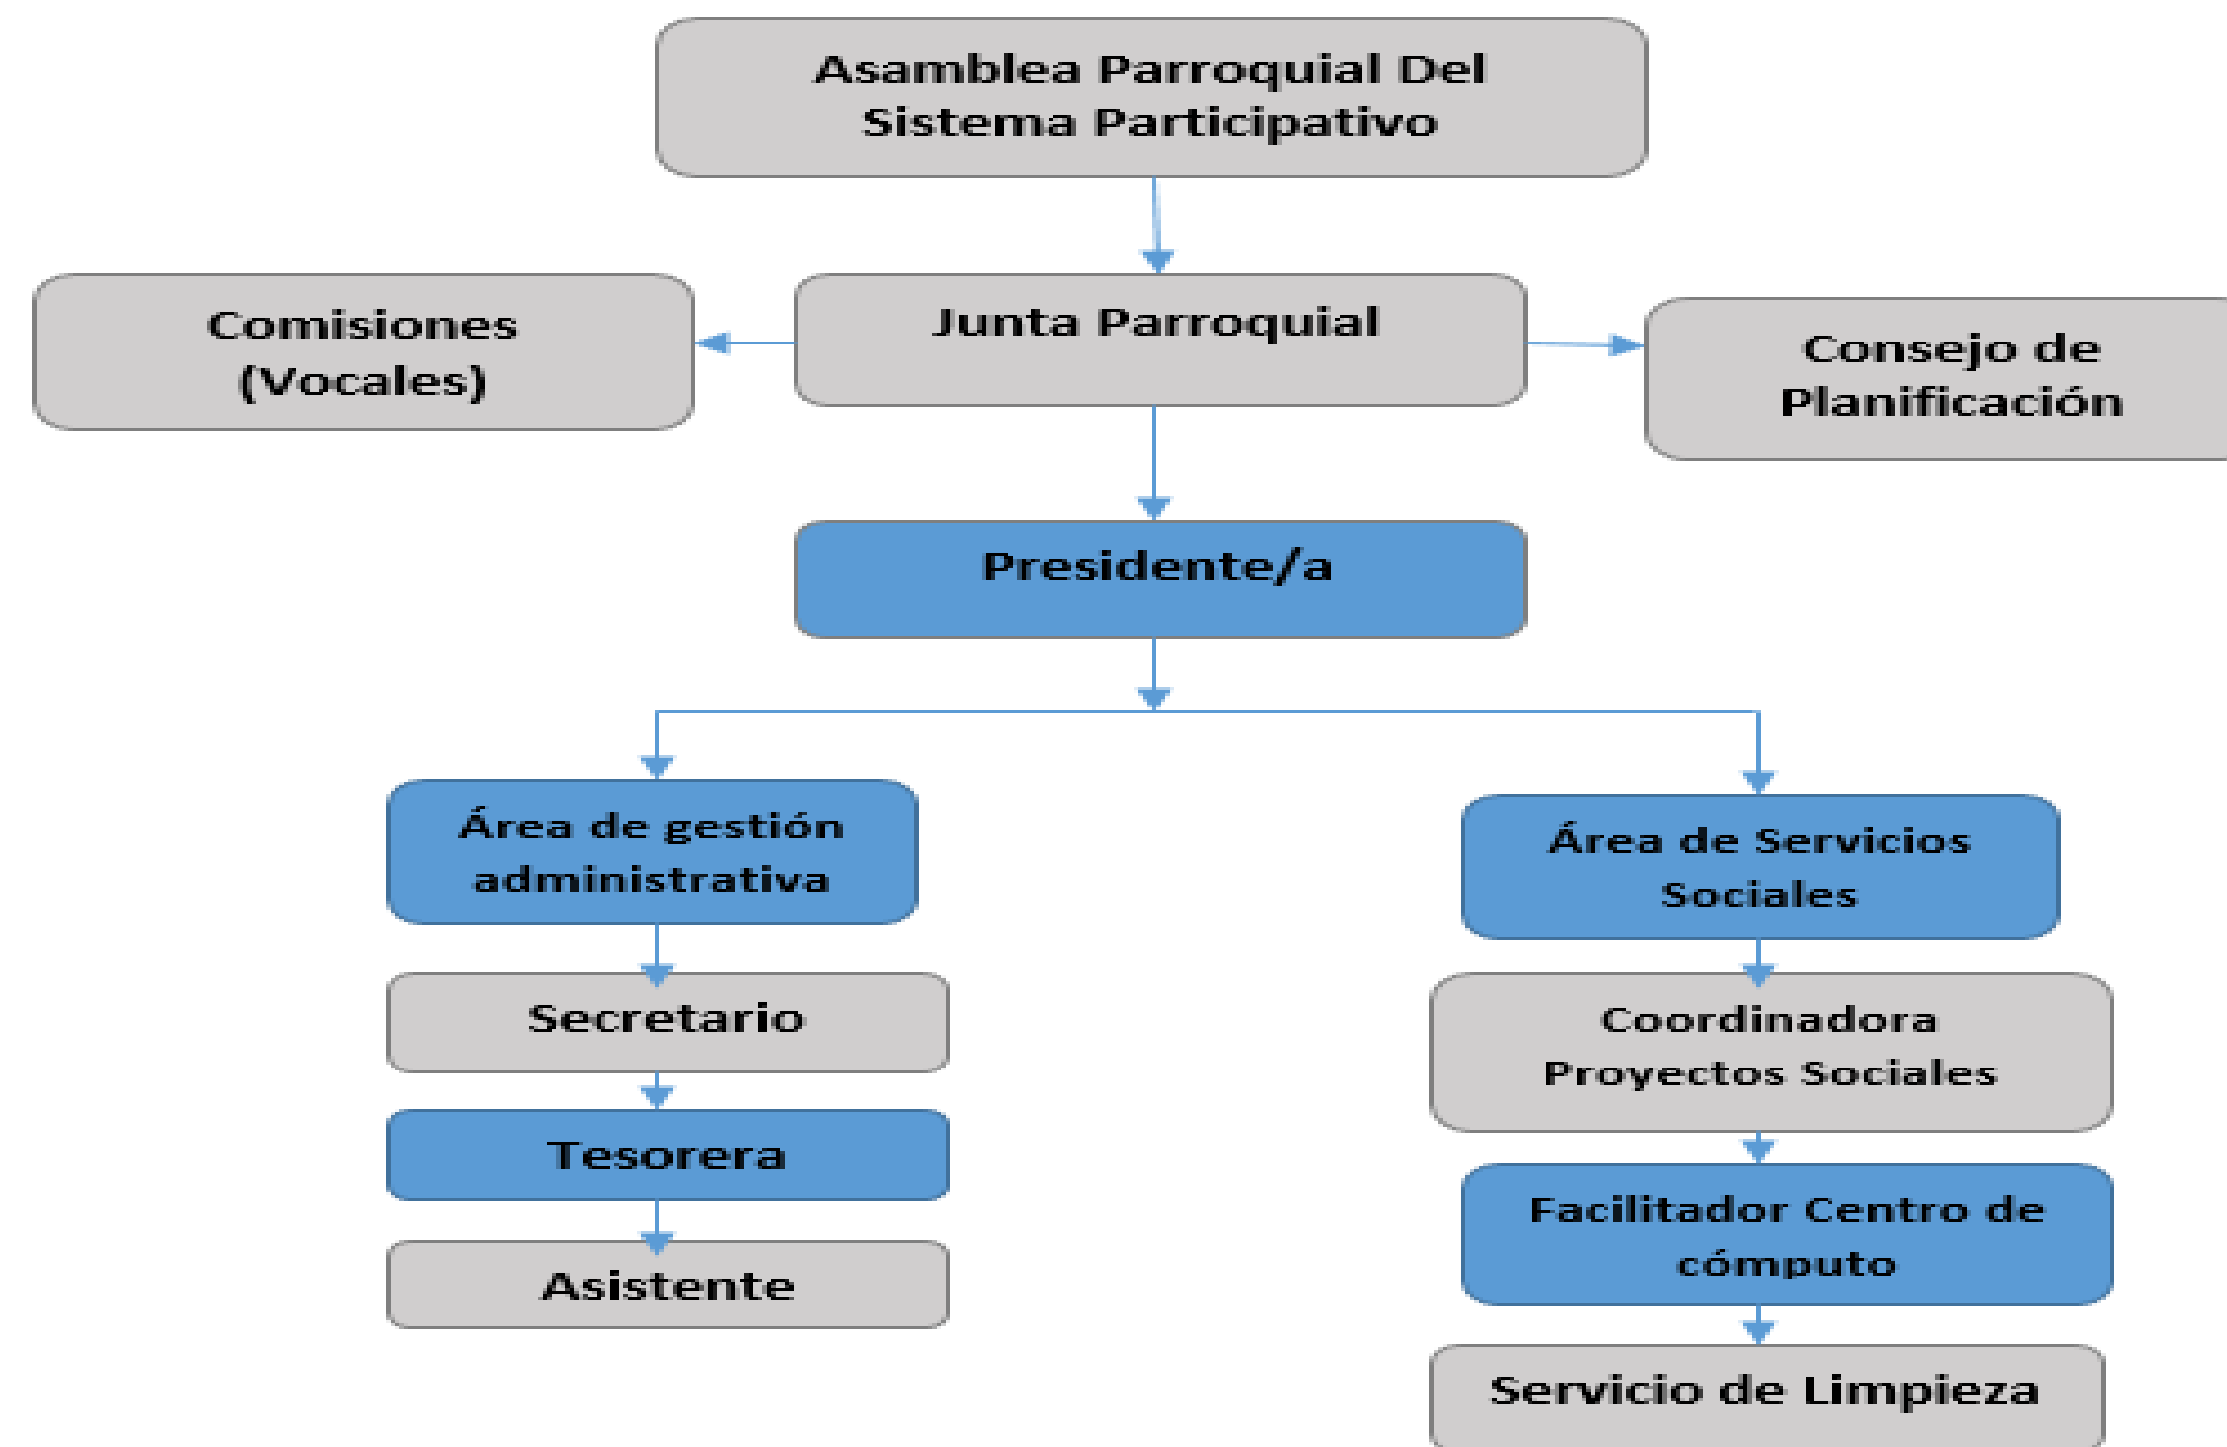 Asamblea Parroquial Del
Sistema Participativo
Comisiones
(Vocales)
Junta Parroquial
Consejo de
Planificación
Presidente/a
Área de gestión
administrativa
Área de Servicios
Sociales
Secretario
Coordinadora
Proyectos Sociales
Tesorera
Facilitador Centro de
cómputo
Asistente
Servicio de Limpieza